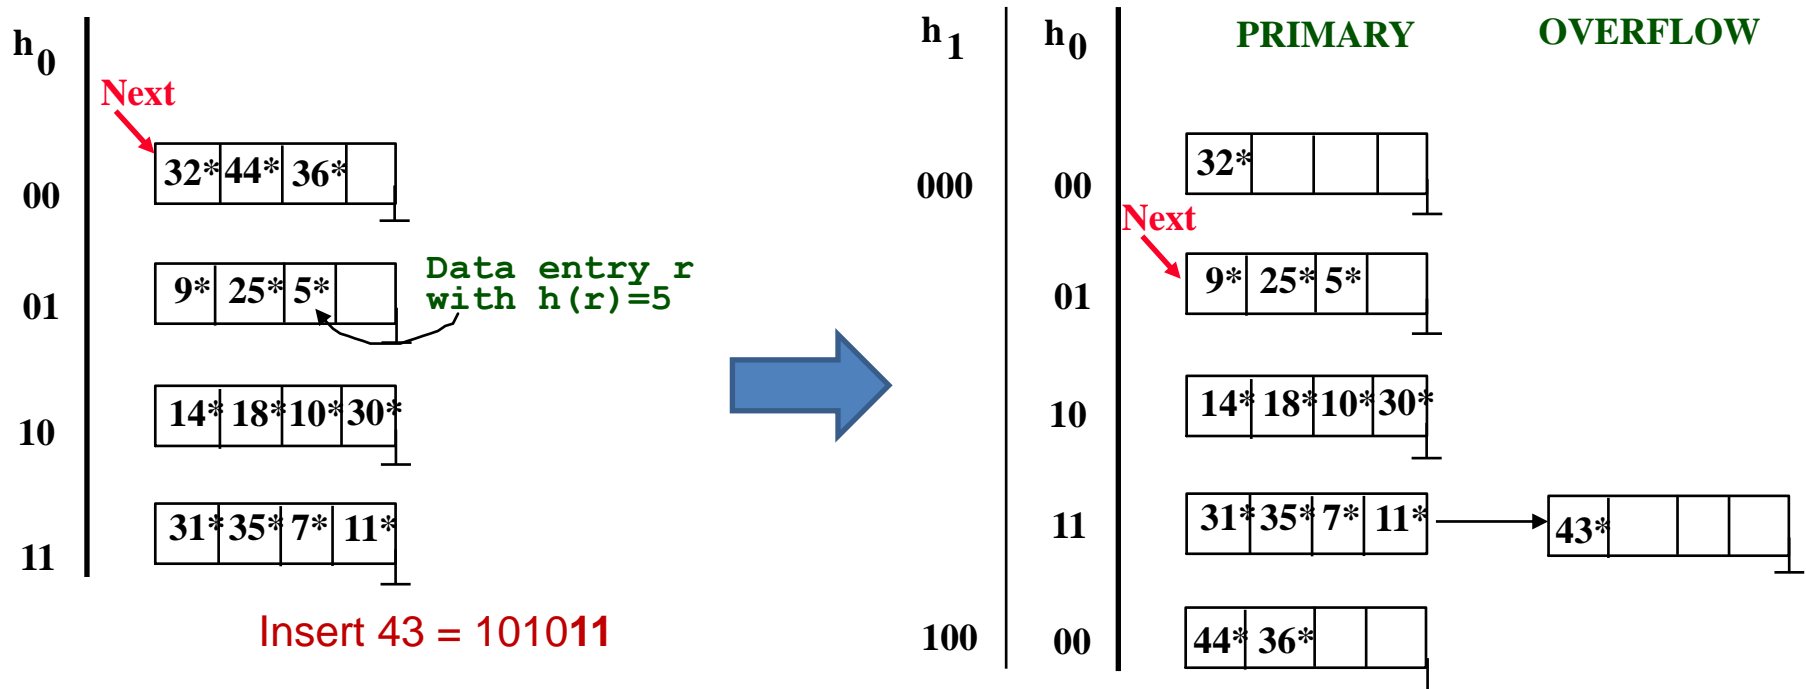 h0
Next
00
32* 44* 36*
01
9* 25* 5*
Data entry r
with h(r)=5
10
14* 18* 10* 30*
11
31* 35* 7* 11*
Insert 43 = 101011
h1 h0 PRIMARY OVERFLOW
000 00
32*
Next
01
9* 25* 5*
10
14* 18* 10* 30*
11
31* 35* 7* 11*
43*
100 00
44* 36*